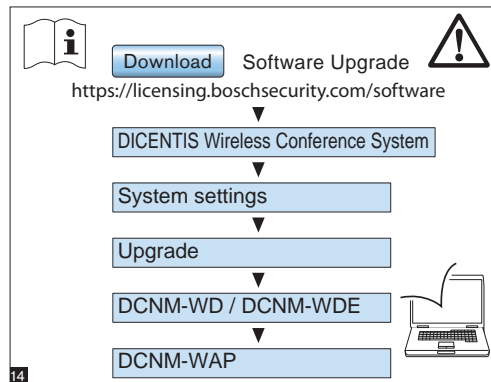 i
Download Software Upgrade
https://licensing.boschsecurity.com/software
DICENTIS Wireless Conference System
System settings
Upgrade
DCNM-WD / DCNM-WDE
DCNM-WAP
14